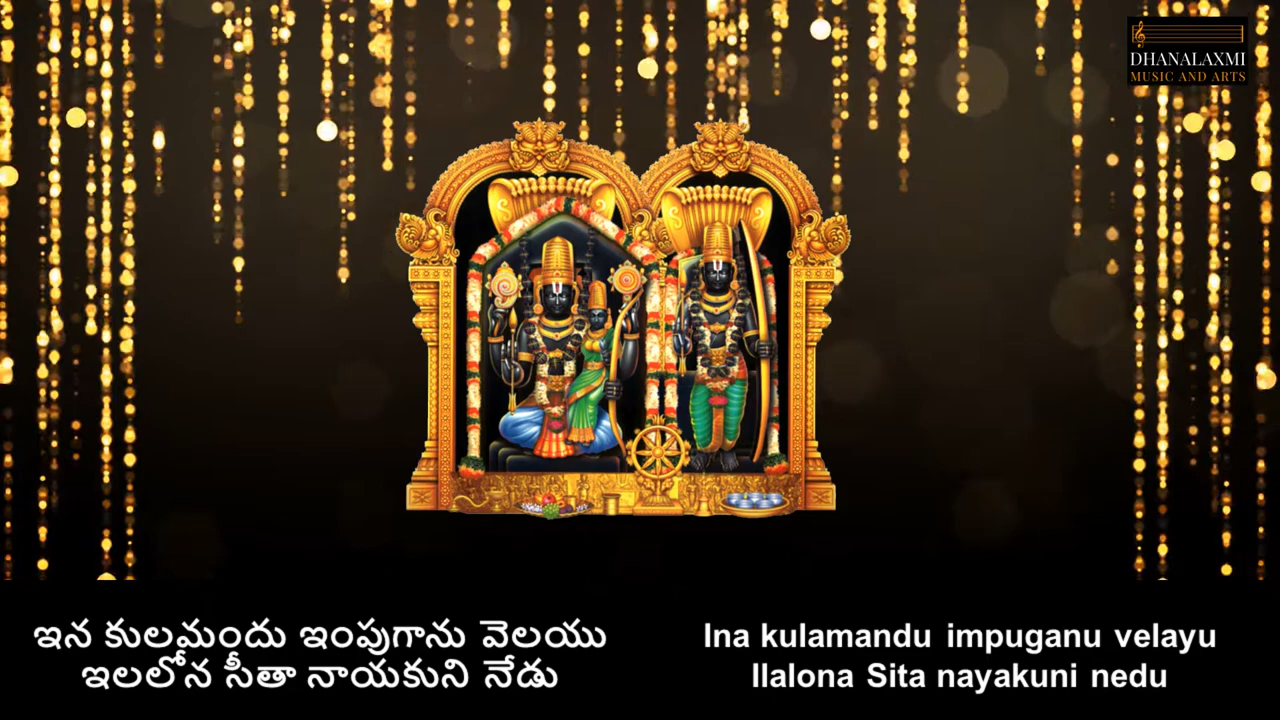 DHANALAXMI
MUSIC AND ARTS
ఇన కులమందు ఇంపుగాను వెలయు
ఇలలోన సీతా నాయకుని నేడు
Ina kulamandu impuganu velayu
Ilalona Sita nayakuni nedu